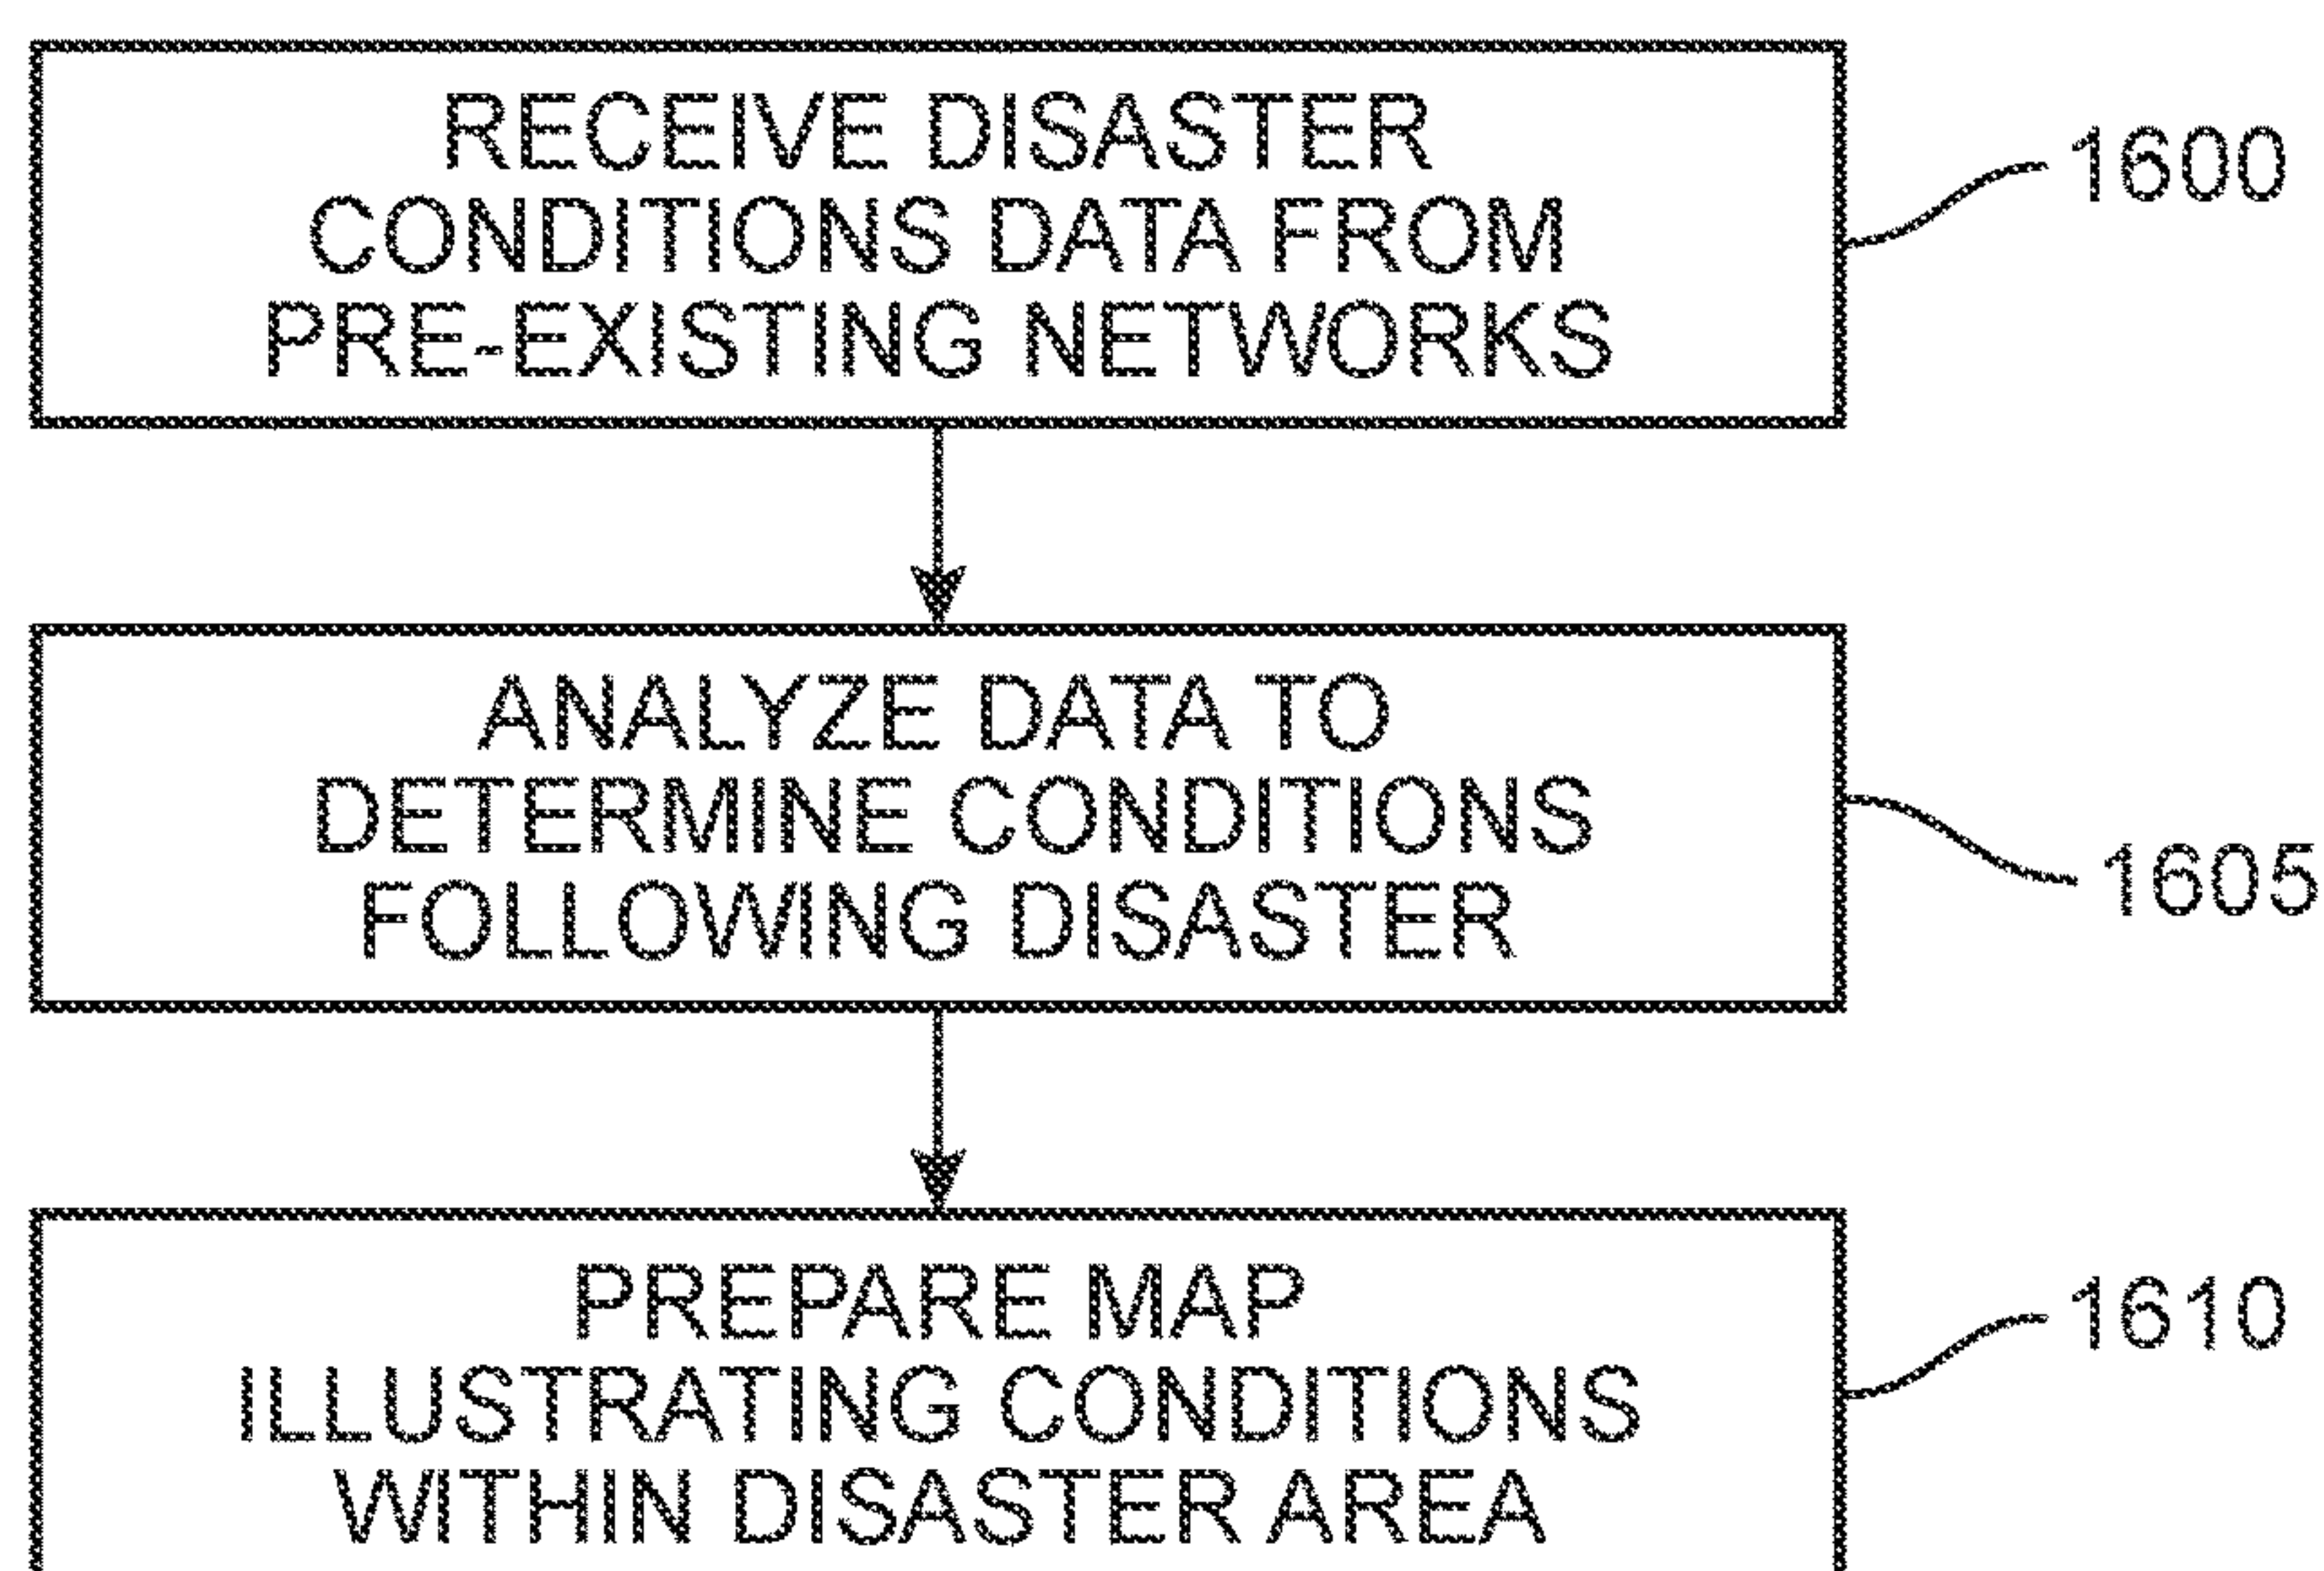 RECEIVE DISASTER
CONDITIONS DATA FROM
PRE-EXISTING NETWORKS
1600
ANALYZE DATA TO
DETERMINE CONDITIONS
FOLLOWING DISASTER
1605
PREPARE MAP
ILLUSTRATING CONDITIONS
WITHIN DISASTER AREA
1610